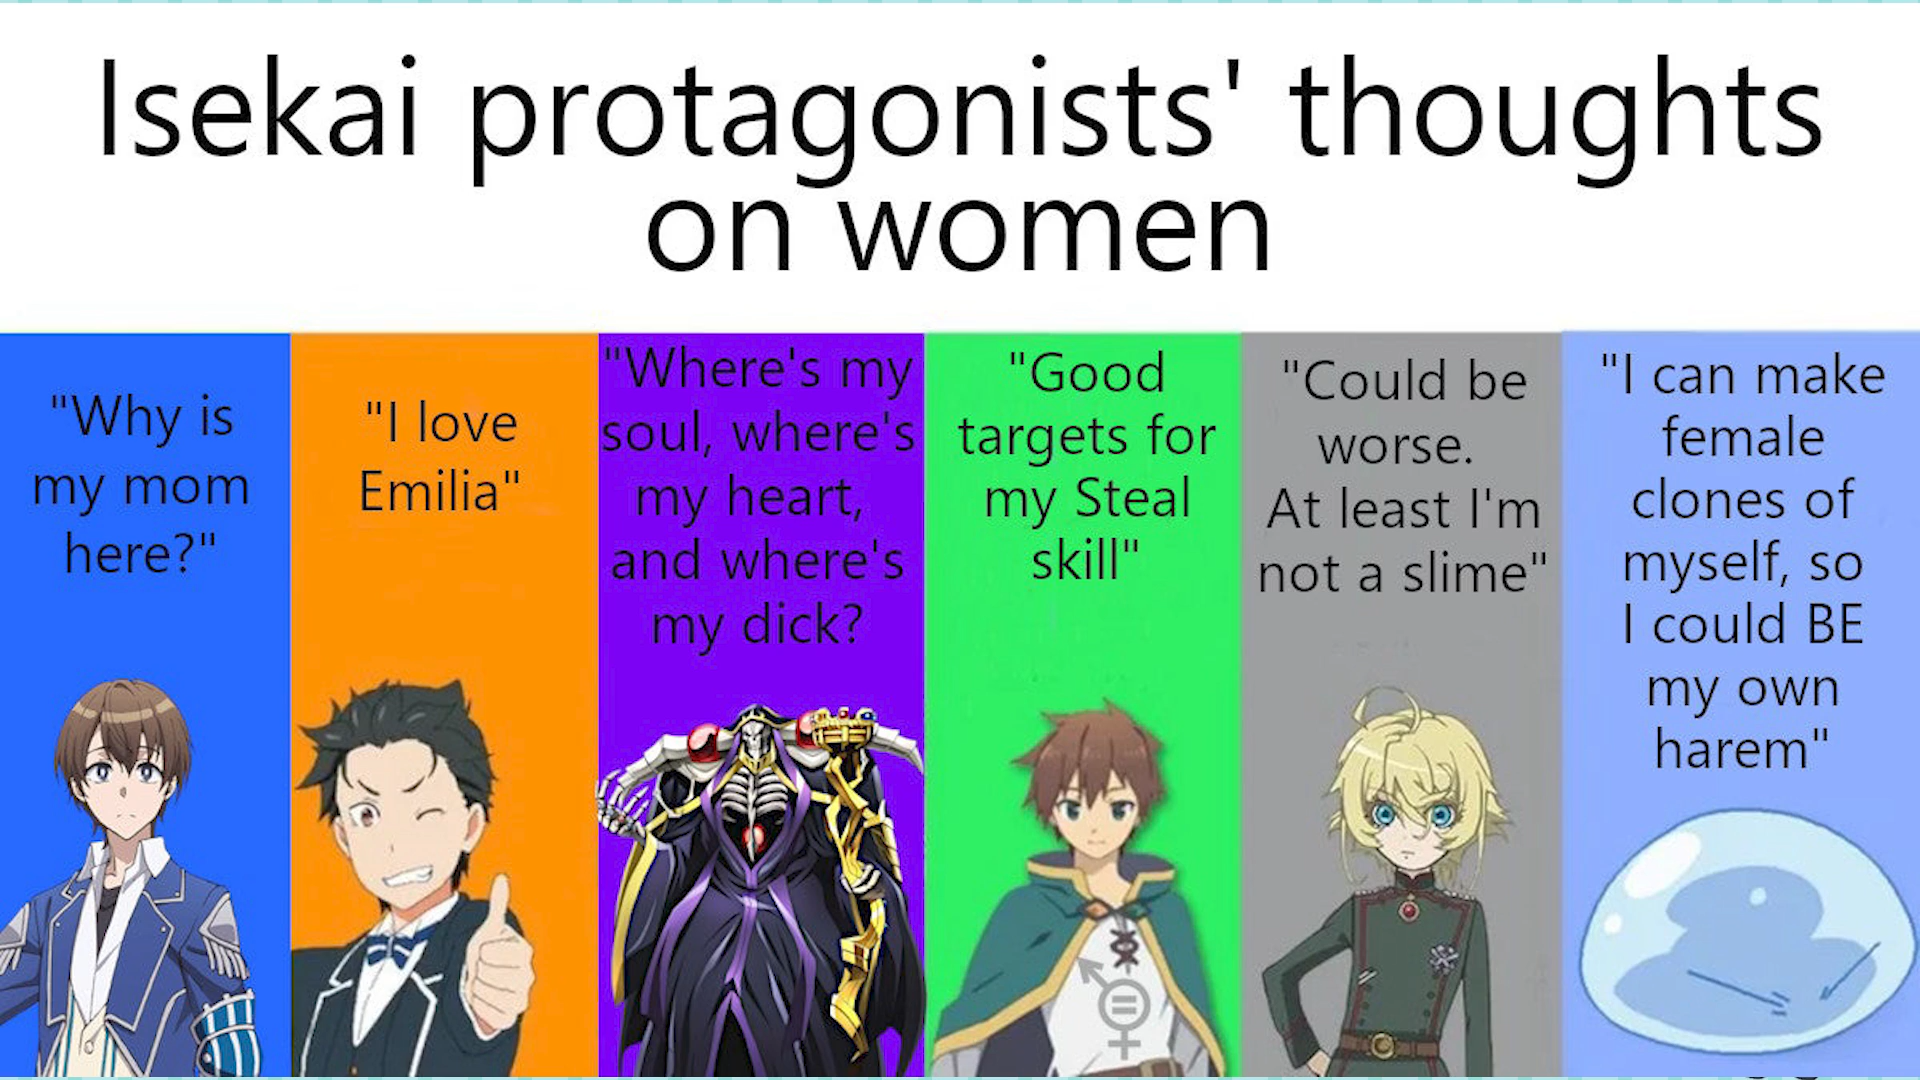 Isekai protagonists' thoughts
on women
"Why is
my mom
here?"
"I love
Emilia"
"Where's my
soul, where's
my heart,
and where's
my dick?
"Good
targets for
my Steal
skill"
"Could be
worse.
At least I'm
not a slime"
"I can make
female
clones of
myself, so
I could BE
my own
harem"